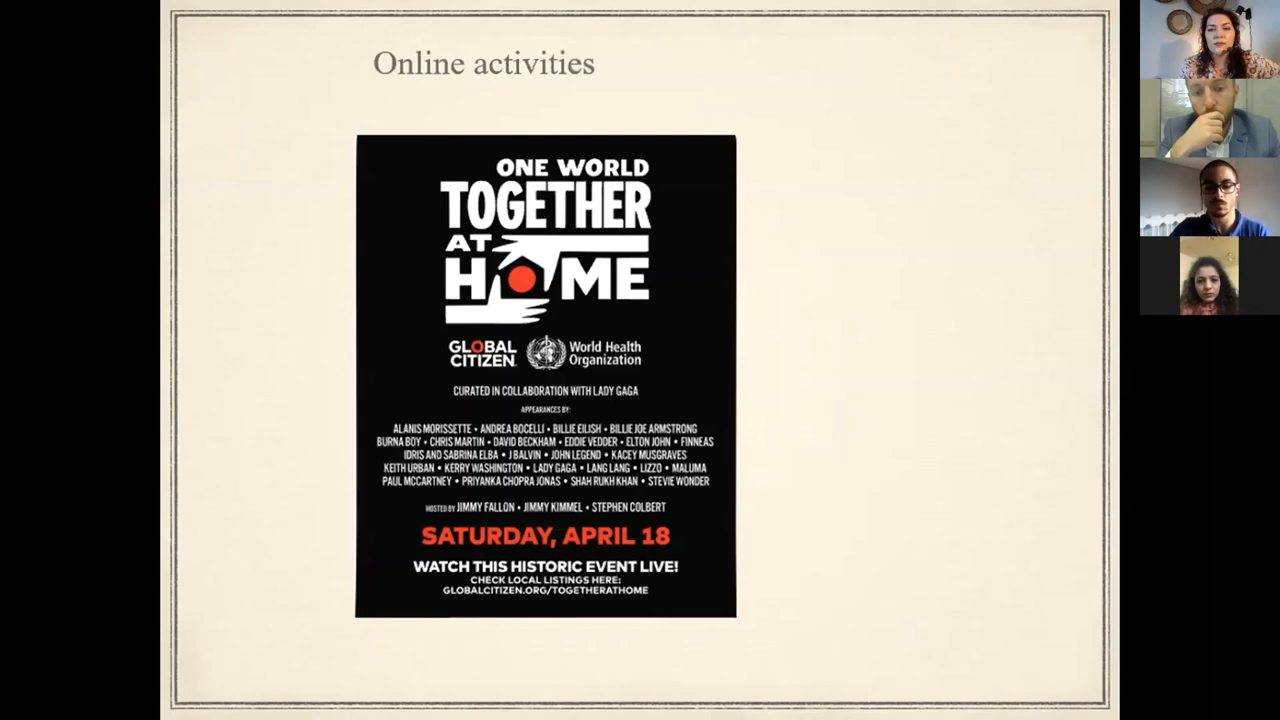 Online activities
ONE WORLD
TOGETHER
AT
HOME
GLOBAL CITIZEN
World Health Organization
CURATED IN COLLABORATION WITH LADY GAGA
APPEARANCES BY:
ALANIS MORISSETTE • ANDREA BOCELLI • BILLIE EILISH • BILLIE JOE ARMSTRONG
BURNA BOY • CHRIS MARTIN • DAVID BECKHAM • EDDIE VEDDER • ELTON JOHN • FINNEAS
IDRIS AND SABRINA ELBA • J BALVIN • JOHN LEGEND • KACEY MUSGRAVES
KEITH URBAN • KERRY WASHINGTON • LADY GAGA • LANG LANG • LIZZO • MALUMA
PAUL MCCARTNEY • PRIYANKA CHOPRA JONAS • SHAH RUKH KHAN • STEVIE WONDER
HOSTED BY JIMMY FALLON • JIMMY KIMMEL • STEPHEN COLBERT
SATURDAY, APRIL 18
WATCH THIS HISTORIC EVENT LIVE!
CHECK LOCAL LISTINGS HERE:
GLOBALCITIZEN.ORG/TOGETHERATHOME